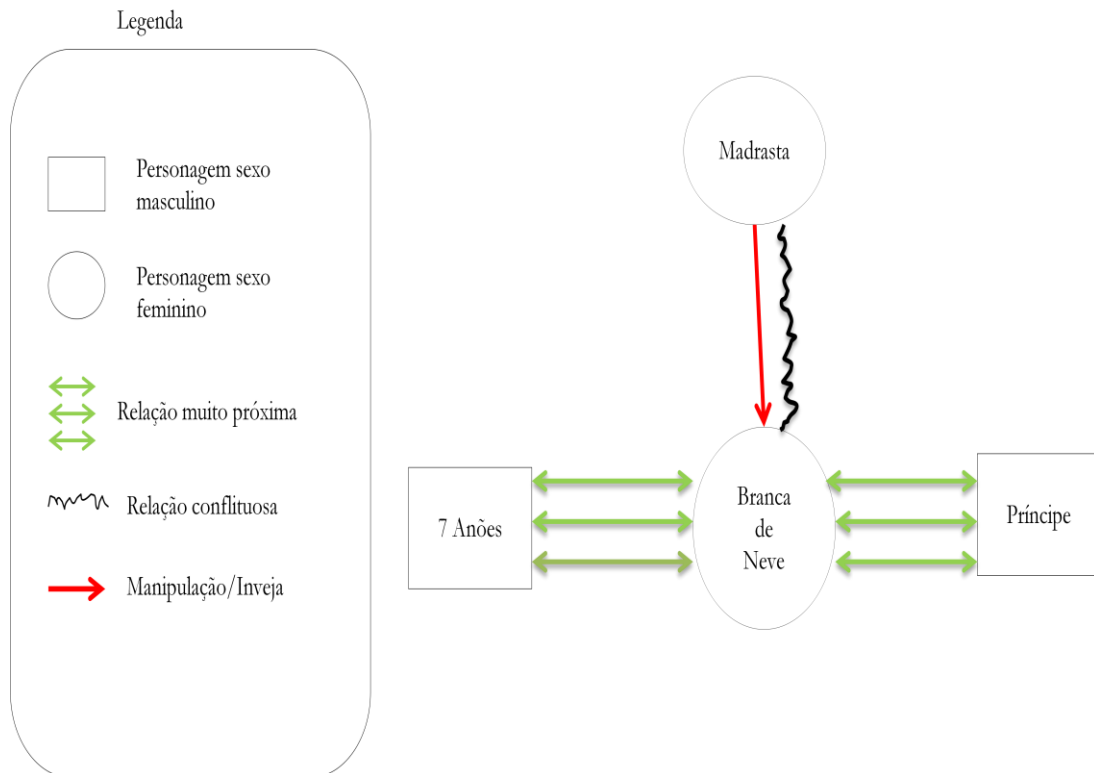 Legenda
Personagem sexo
masculino
Personagem sexo
feminino
Relação muito próxima
Relação conflituosa
Manipulação/Inveja
Madrasta
7 Anões
Branca
de
Neve
Príncipe